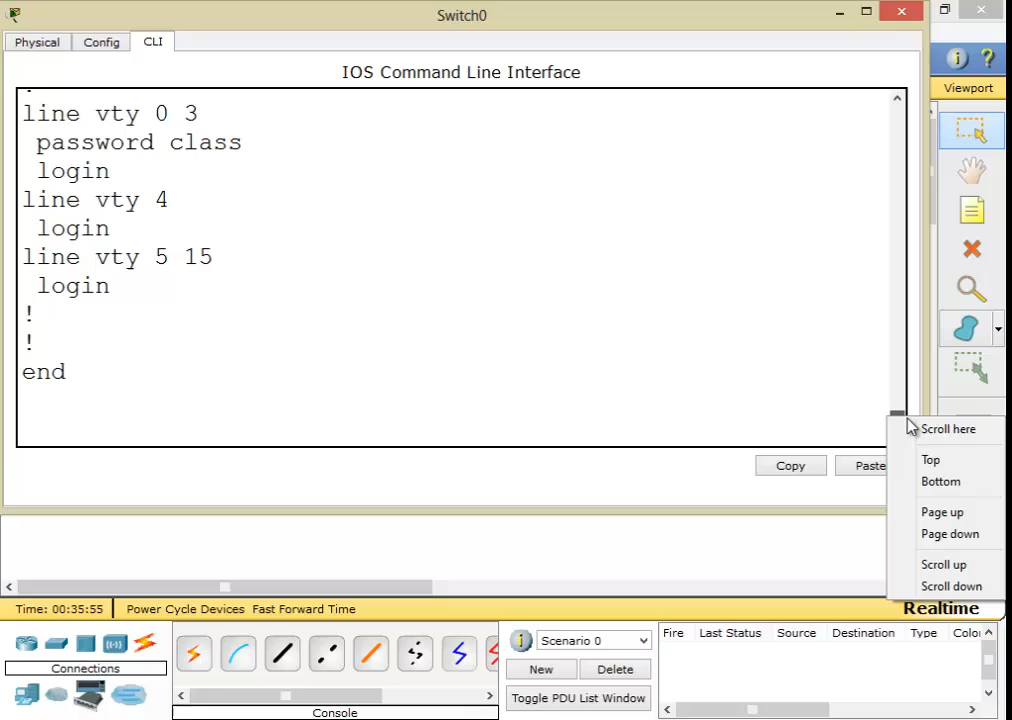 Switch0
Physical
Config
CLI
IOS Command Line Interface
Viewport
!
line vty 0 3
password class
login
line vty 4
login
line vty 5 15
login
!
!
end
Copy
Paste
Scroll here
Top
Bottom
Page up
Page down
Scroll up
Scroll down
Time: 00:35:55
Power Cycle Devices Fast Forward Time
Realtime
Connections
Console
Scenario 0
New
Delete
Toggle PDU List Window
Fire Last Status Source Destination Type Color